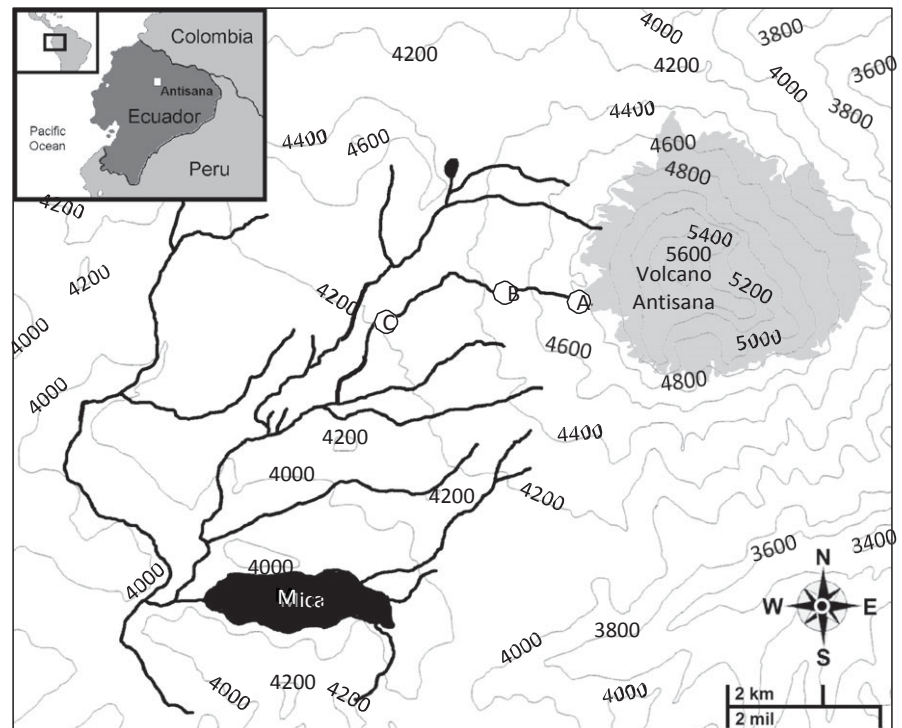 Colombia
Antisana
Ecuador
Pacific
Ocean
Peru
4000
3800
4200
4200
3600
4000
3800
4400
4400
4600
4600
4800
4200
5400
5600
Volcano
4200
5200
Antisana
4200
B
A
C
4000
5000
4600
4800
4000
4400
4200
4000
4200
4200
3600
3400
N
4000
4000
Mica
W
E
3800
S
4000
4200
4000
4200
4000
2 km
2 mil